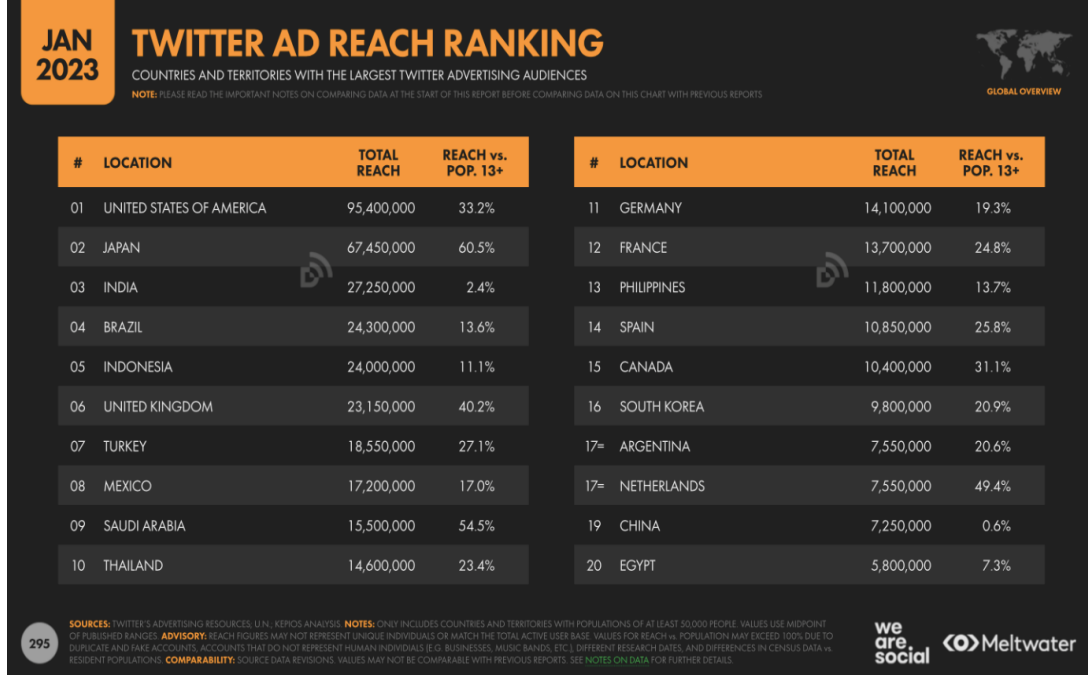 JAN
2023
TWITTER AD REACH RANKING
COUNTRIES AND TERRITORIES WITH THE LARGEST TWITTER ADVERTISING AUDIENCES
NOTE: PLEASE READ THE IMPORTANT NOTES ON COMPARING DATA AT THE START OF THIS REPORT BEFORE COMPARING DATA ON THIS CHART WITH PREVIOUS REPORTS
GLOBAL OVERVIEW
# LOCATION TOTAL REACH REACH vs. POP. 13+
01 UNITED STATES OF AMERICA 95,400,000 33.2%
02 JAPAN 67,450,000 60.5%
03 INDIA 27,250,000 2.4%
04 BRAZIL 24,300,000 13.6%
05 INDONESIA 24,000,000 11.1%
06 UNITED KINGDOM 23,150,000 40.2%
07 TURKEY 18,550,000 27.1%
08 MEXICO 17,200,000 17.0%
09 SAUDI ARABIA 15,500,000 54.5%
10 THAILAND 14,600,000 23.4%
# LOCATION TOTAL REACH REACH vs. POP. 13+
11 GERMANY 14,100,000 19.3%
12 FRANCE 13,700,000 24.8%
13 PHILIPPINES 11,800,000 13.7%
14 SPAIN 10,850,000 25.8%
15 CANADA 10,400,000 31.1%
16 SOUTH KOREA 9,800,000 20.9%
17= ARGENTINA 7,550,000 20.6%
17= NETHERLANDS 7,550,000 49.4%
19 CHINA 7,250,000 0.6%
20 EGYPT 5,800,000 7.3%
295
SOURCES: TWITTER'S ADVERTISING RESOURCES; U.N.; KEPIOS ANALYSIS. NOTES: ONLY INCLUDES COUNTRIES AND TERRITORIES WITH POPULATIONS OF AT LEAST 50,000 PEOPLE. VALUES USE MIDPOINT
OF PUBLISHED RANGES. ADVISORY: REACH FIGURES MAY NOT REPRESENT UNIQUE INDIVIDUALS OR MATCH THE TOTAL ACTIVE USER BASE. VALUES FOR REACH vs. POPULATION MAY EXCEED 100% DUE TO
DUPLICATE AND FAKE ACCOUNTS, ACCOUNTS THAT DO NOT REPRESENT HUMAN INDIVIDUALS (E.G. BUSINESSES, MUSIC BANDS, ETC.), DIFFERENT RESEARCH DATES, AND DIFFERENCES IN CENSUS DATA vs.
RESIDENT POPULATIONS. COMPARABILITY: SOURCE DATA REVISIONS. VALUES MAY NOT BE COMPARABLE WITH PREVIOUS REPORTS. SEE NOTES ON DATA FOR FURTHER DETAILS.
we
are.
social
Meltwater